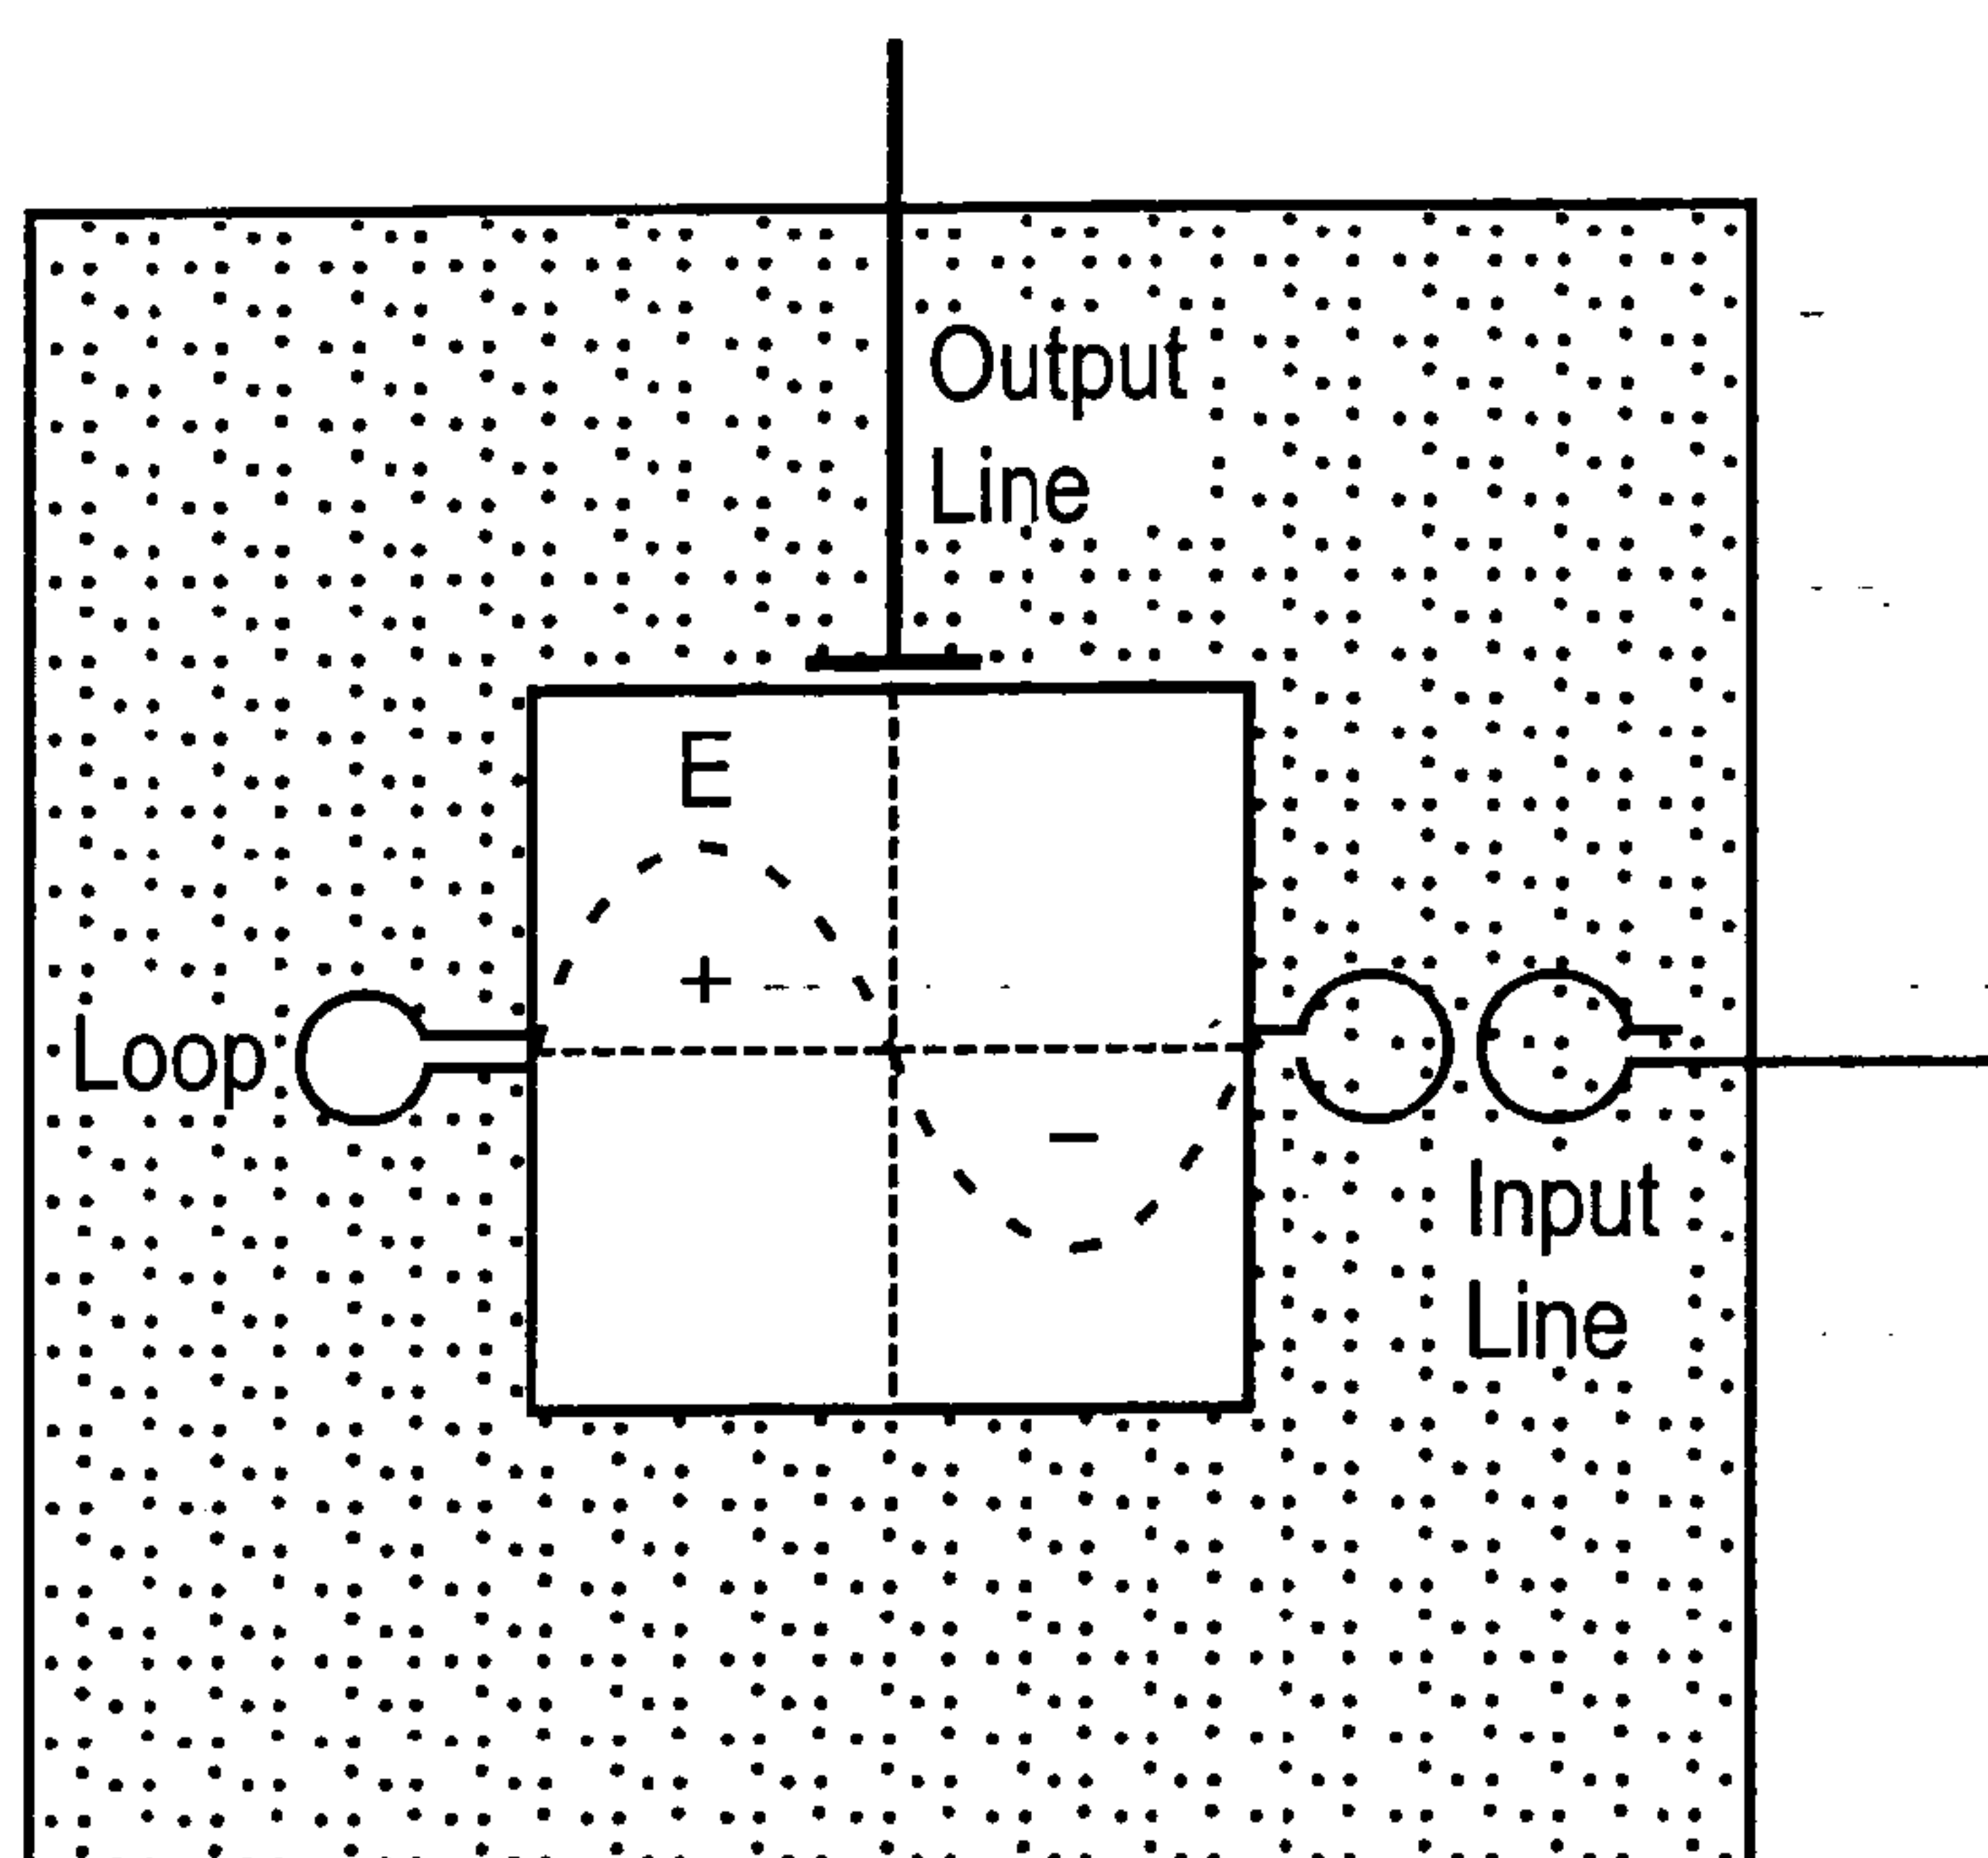 Output
Line
E
+
Loop
−
Input
Line